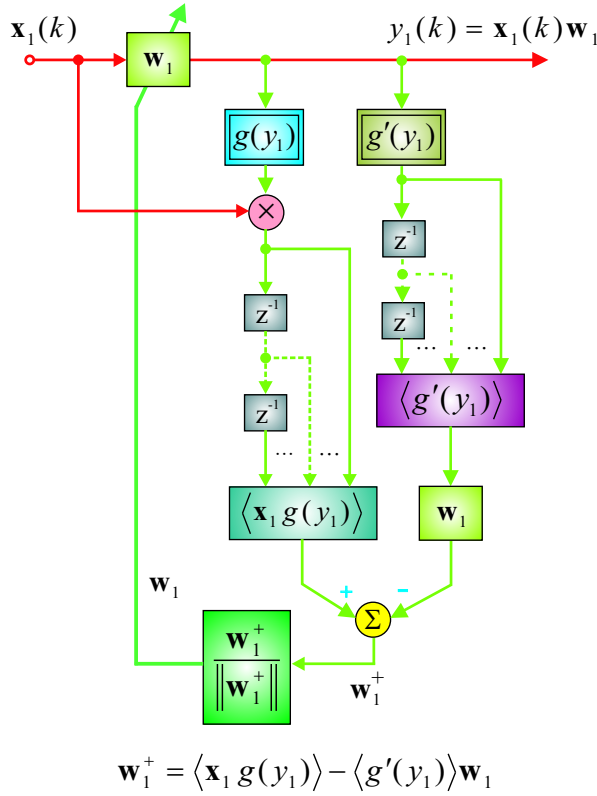 𝐱₁(k)
y₁(k) = 𝐱₁(k)𝐰₁
𝐰₁
g(y₁)
g′(y₁)
×
z⁻¹
z⁻¹
z⁻¹
... ...
⟨g′(y₁)⟩
z⁻¹
... ...
⟨𝐱₁ g(y₁)⟩
𝐰₁
+
−
𝐰₁
Σ
𝐰₁⁺
‖𝐰₁⁺‖
𝐰₁⁺
𝐰₁⁺ = ⟨𝐱₁ g(y₁)⟩ − ⟨g′(y₁)⟩𝐰₁